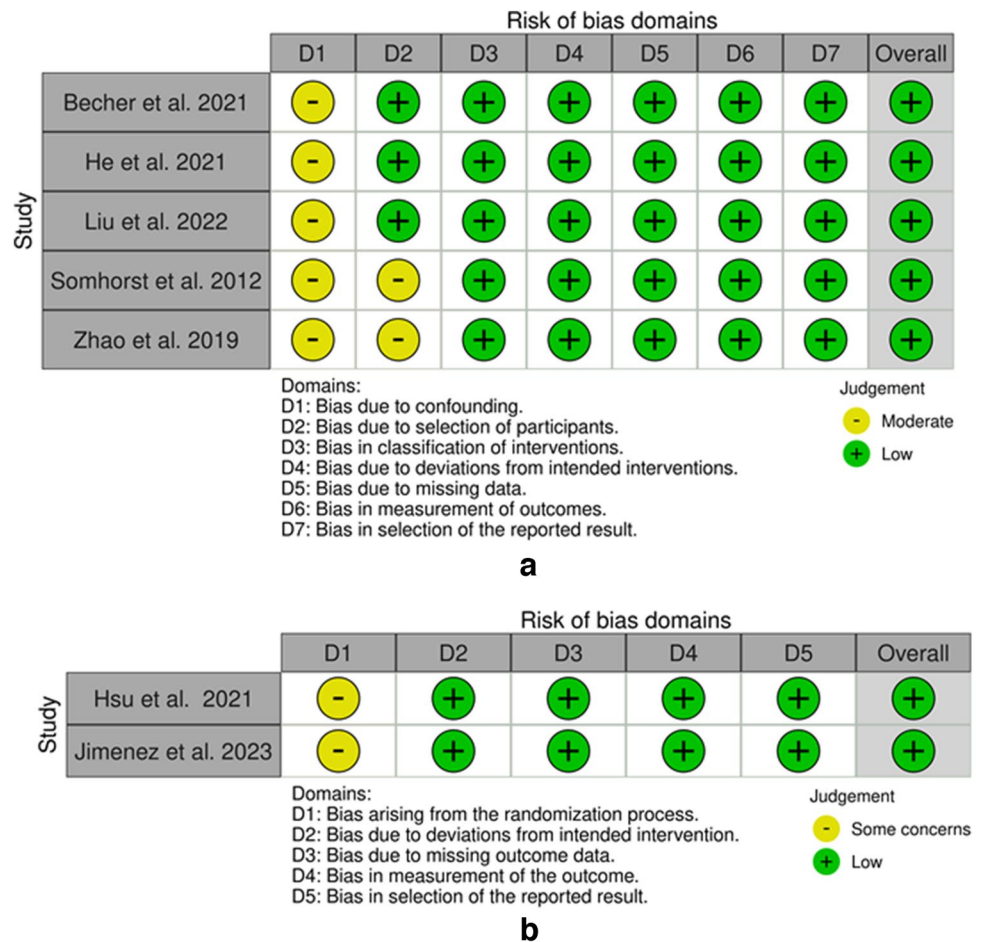 Risk of bias domains
D1 D2 D3 D4 D5 D6 D7 Overall
Study
Becher et al. 2021 - + + + + + + +
He et al. 2021 - + + + + + + +
Liu et al. 2022 - + + + + + + +
Somhorst et al. 2012 - - + + + + + +
Zhao et al. 2019 - - + + + + + +
Domains:
D1: Bias due to confounding.
D2: Bias due to selection of participants.
D3: Bias in classification of interventions.
D4: Bias due to deviations from intended interventions.
D5: Bias due to missing data.
D6: Bias in measurement of outcomes.
D7: Bias in selection of the reported result.
Judgement
- Moderate
+ Low
a
Risk of bias domains
D1 D2 D3 D4 D5 Overall
Study
Hsu et al. 2021 - + + + + +
Jimenez et al. 2023 - + + + + +
Domains:
D1: Bias arising from the randomization process.
D2: Bias due to deviations from intended intervention.
D3: Bias due to missing outcome data.
D4: Bias in measurement of the outcome.
D5: Bias in selection of the reported result.
Judgement
- Some concerns
+ Low
b